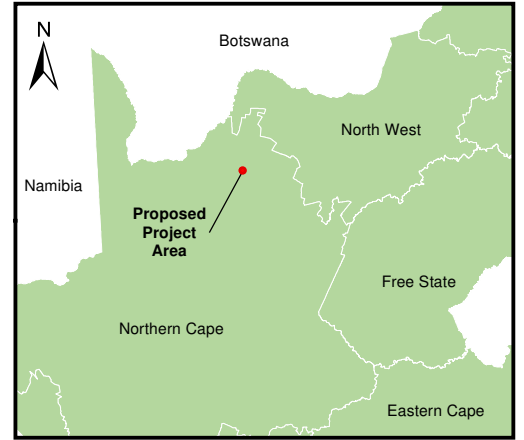 N
Botswana
North West
Namibia
Proposed
Project
Area
Free State
Northern Cape
Eastern Cape